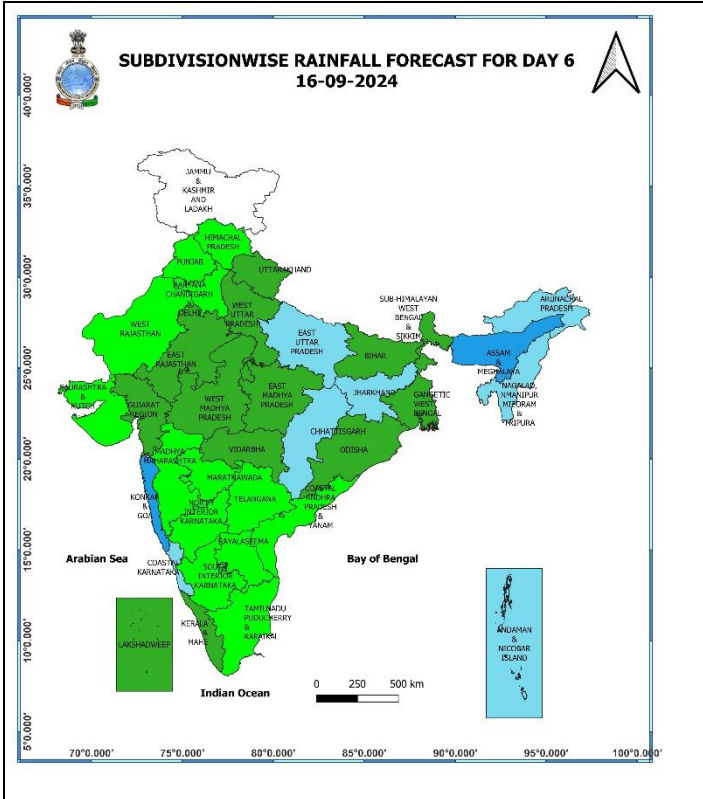 SUBDIVISIONWISE RAINFALL FORECAST FOR DAY 6
16-09-2024
40°0.000'
35°0.000'
30°0.000'
25°0.000'
20°0.000'
15°0.000'
10°0.000'
5°0.000'
JAMMU
&
KASHMIR
AND
LADAKH
HIMACHAL
PRADESH
PUNJAB
UTTARAKHAND
HARYANA
CHANDIGARH
DELHI
WEST
UTTAR
PRADESH
WEST
RAJASTHAN
EAST
UTTAR
PRADESH
SUB-HIMALAYAN
WEST
BENGAL
&
SIKKIM
ARUNACHAL
PRADESH
EAST
RAJASTHAN
BIHAR
ASSAM
&
MEGHALAYA
SAURASHTRA
&
KUTCH
GUJARAT
REGION
WEST
MADHYA
PRADESH
EAST
MADHYA
PRADESH
JHARKHAND
GANGETIC
WEST
BENGAL
NAGALAD,
NMANIPUR
MIZORAM
&
TRIPURA
CHHATTISGARH
ODISHA
VIDARBHA
MADHYA
MAHARASHTRA
MARATHAWADA
KONKAN
&
GOA
NORTH
INTERIOR
KARNATAKA
TELANGANA
COASTAL
ANDHRA
PRADESH
&
YANAM
RAYALASEEMA
Arabian Sea
Bay of Bengal
COASTAL
KARNATAKA
SOUTH
INTERIOR
KARNATAKA
LAKSHADWEEP
KERALA
&
MAHE
TAMILNADU
PUDUCHERRY
&
KARAIKAL
ANDAMAN
&
NICOBAR
ISLAND
Indian Ocean
0 250 500 km
70°0.000' 75°0.000' 80°0.000' 85°0.000' 90°0.000' 95°0.000' 100°0.000'